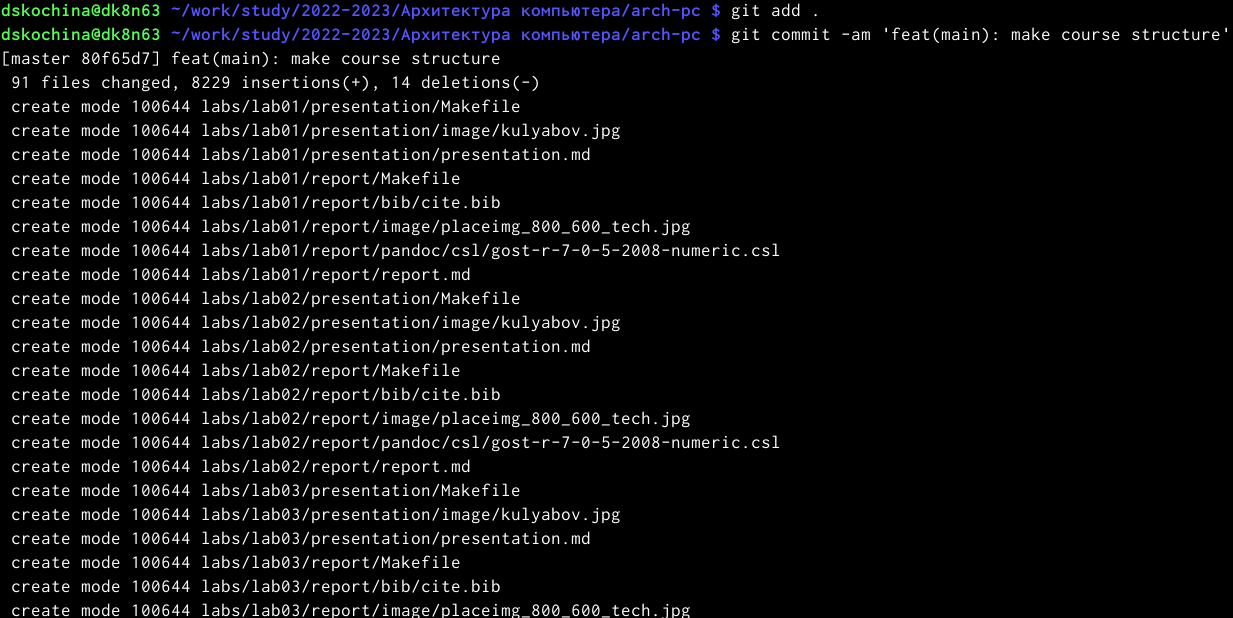 dskochina@dk8n63 ~/work/study/2022-2023/Архитектура компьютера/arch-pc $ git add .
dskochina@dk8n63 ~/work/study/2022-2023/Архитектура компьютера/arch-pc $ git commit -am 'feat(main): make course structure'
[master 80f65d7] feat(main): make course structure
 91 files changed, 8229 insertions(+), 14 deletions(-)
 create mode 100644 labs/lab01/presentation/Makefile
 create mode 100644 labs/lab01/presentation/image/kulyabov.jpg
 create mode 100644 labs/lab01/presentation/presentation.md
 create mode 100644 labs/lab01/report/Makefile
 create mode 100644 labs/lab01/report/bib/cite.bib
 create mode 100644 labs/lab01/report/image/placeimg_800_600_tech.jpg
 create mode 100644 labs/lab01/report/pandoc/csl/gost-r-7-0-5-2008-numeric.csl
 create mode 100644 labs/lab01/report/report.md
 create mode 100644 labs/lab02/presentation/Makefile
 create mode 100644 labs/lab02/presentation/image/kulyabov.jpg
 create mode 100644 labs/lab02/presentation/presentation.md
 create mode 100644 labs/lab02/report/Makefile
 create mode 100644 labs/lab02/report/bib/cite.bib
 create mode 100644 labs/lab02/report/image/placeimg_800_600_tech.jpg
 create mode 100644 labs/lab02/report/pandoc/csl/gost-r-7-0-5-2008-numeric.csl
 create mode 100644 labs/lab02/report/report.md
 create mode 100644 labs/lab03/presentation/Makefile
 create mode 100644 labs/lab03/presentation/image/kulyabov.jpg
 create mode 100644 labs/lab03/presentation/presentation.md
 create mode 100644 labs/lab03/report/Makefile
 create mode 100644 labs/lab03/report/bib/cite.bib
 create mode 100644 labs/lab03/report/image/placeimg_800_600_tech.jpg